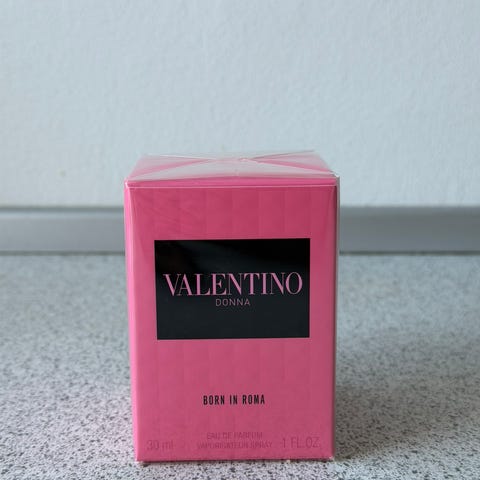 VALENTINO
DONNA
BORN IN ROMA
EAU DE PARFUM
30 ml VAPORISATEUR SPRAY 1 FL.OZ.